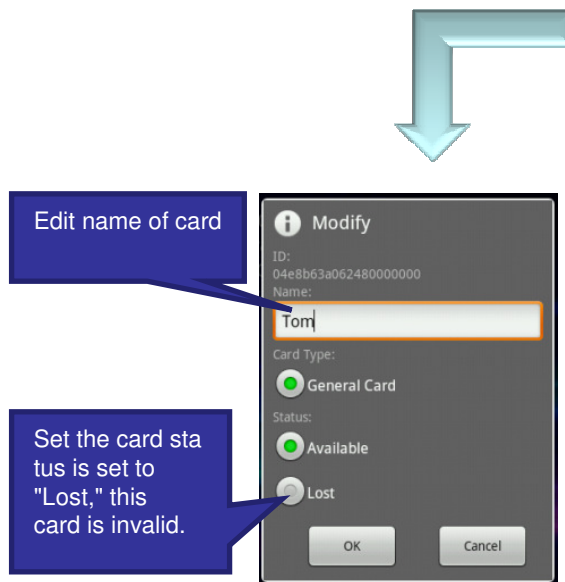 Edit name of card
Modify
ID:
04e8b63a062480000000
Name:
Tom
Card Type:
General Card
Status:
Available
Set the card sta
tus is set to
"Lost," this
card is invalid.
Lost
OK
Cancel